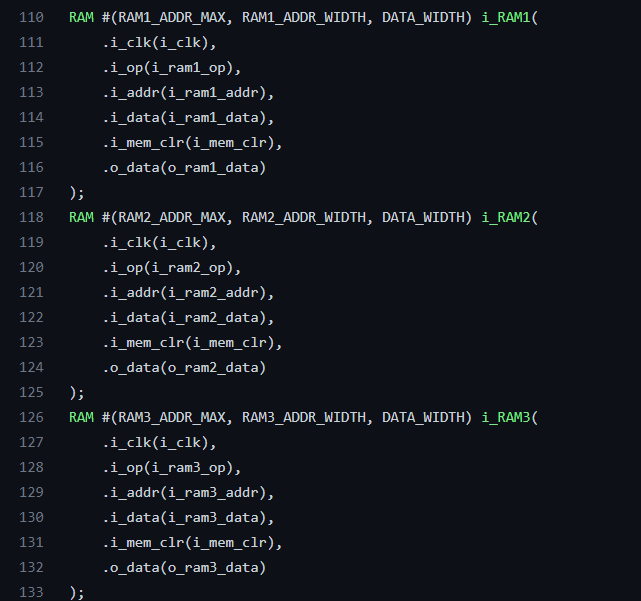 110 RAM #(RAM1_ADDR_MAX, RAM1_ADDR_WIDTH, DATA_WIDTH) i_RAM1(
111     .i_clk(i_clk),
112     .i_op(i_ram1_op),
113     .i_addr(i_ram1_addr),
114     .i_data(i_ram1_data),
115     .i_mem_clr(i_mem_clr),
116     .o_data(o_ram1_data)
117 );
118 RAM #(RAM2_ADDR_MAX, RAM2_ADDR_WIDTH, DATA_WIDTH) i_RAM2(
119     .i_clk(i_clk),
120     .i_op(i_ram2_op),
121     .i_addr(i_ram2_addr),
122     .i_data(i_ram2_data),
123     .i_mem_clr(i_mem_clr),
124     .o_data(o_ram2_data)
125 );
126 RAM #(RAM3_ADDR_MAX, RAM3_ADDR_WIDTH, DATA_WIDTH) i_RAM3(
127     .i_clk(i_clk),
128     .i_op(i_ram3_op),
129     .i_addr(i_ram3_addr),
130     .i_data(i_ram3_data),
131     .i_mem_clr(i_mem_clr),
132     .o_data(o_ram3_data)
133 );